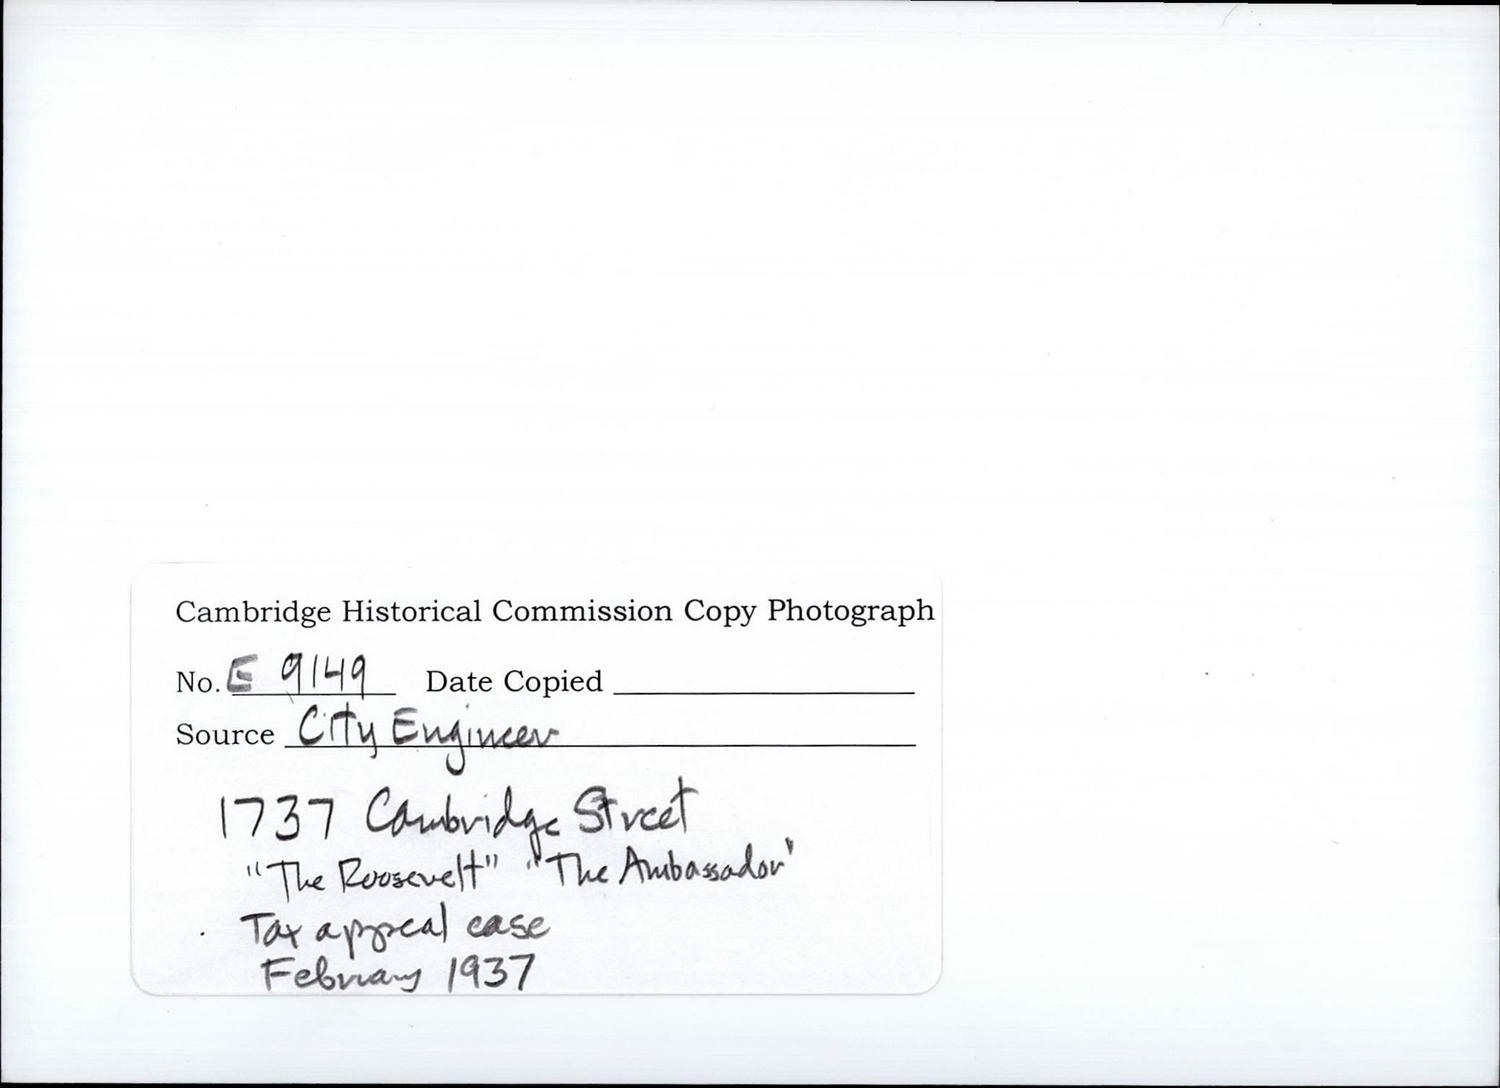 Cambridge Historical Commission Copy Photograph
No. E 9149 Date Copied
Source City Engineer
1737 Cambridge Street
"The Roosevelt" "The Ambassador"
Tax appeal case
February 1937